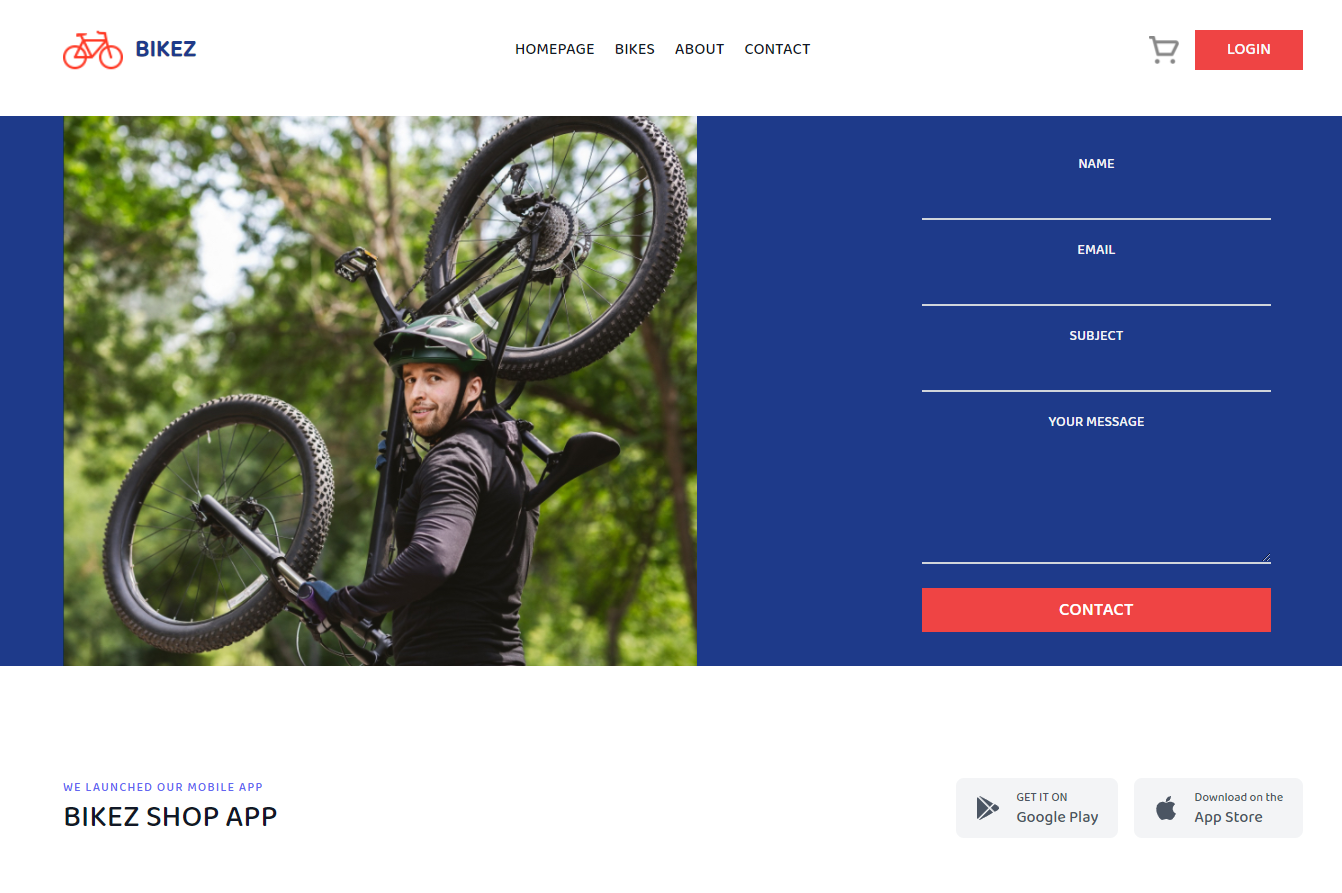 BIKEZ
HOMEPAGE BIKES ABOUT CONTACT
LOGIN
NAME
EMAIL
SUBJECT
YOUR MESSAGE
CONTACT
WE LAUNCHED OUR MOBILE APP
BIKEZ SHOP APP
GET IT ON
Google Play
Download on the
App Store